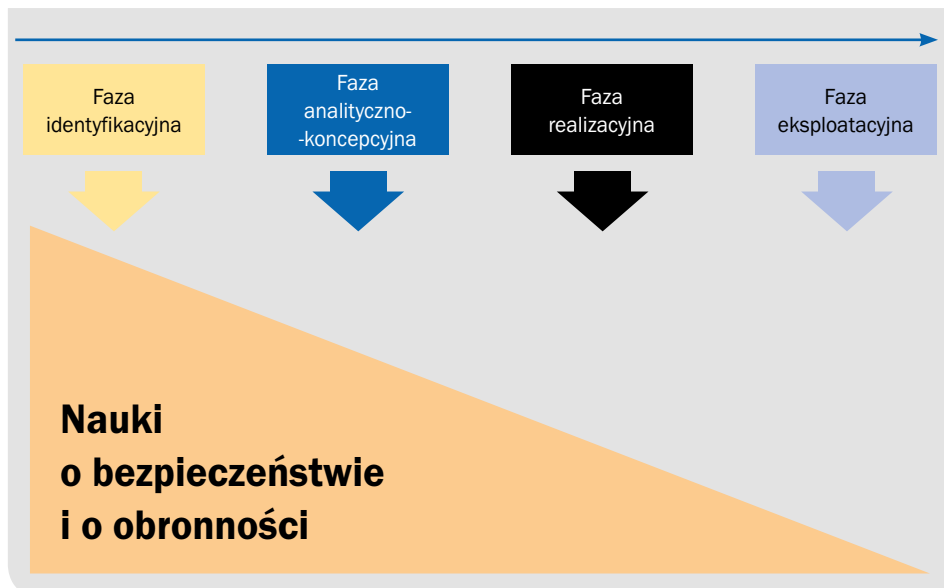 Faza
identyfikacyjna
Faza
analityczno-
-koncepcyjna
Faza
realizacyjna
Faza
eksploatacyjna
Nauki
o bezpieczeństwie
i o obronności